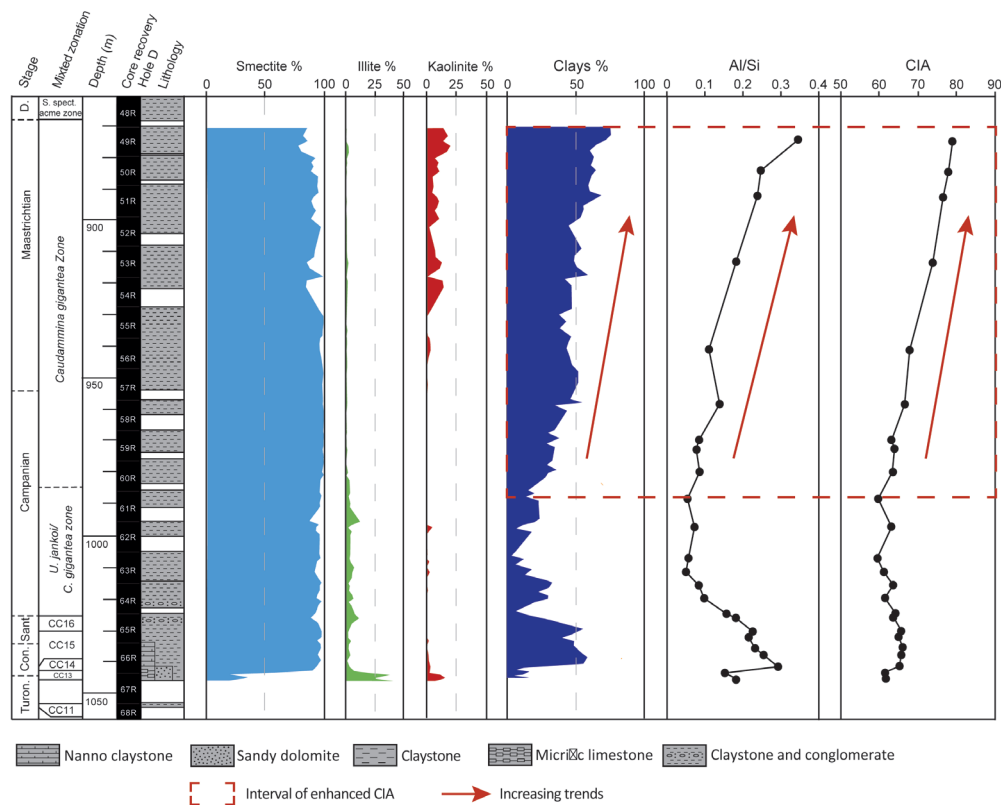 Stage
Mixted zonation
Depth (m)
Core recovery
Hole D
Lithology
Smectite %
0 50 100
Illite %
0 25
Kaolinite %
0 25
Clays %
0 50 100
Al/Si
0 0.1 0.2 0.3 0.4
CIA
50 60 70 80 90
D.
Maastrichtian
Campanian
Sant.
Con.
Turon.
S. spect.
acme zone
Caudammina gigantea Zone
U. jankoi/
C. gigantea zone
CC16
CC15
CC14
CC13
CC11
900
950
1000
1050
48R
49R
50R
51R
52R
53R
54R
55R
56R
57R
58R
59R
60R
61R
62R
63R
64R
65R
66R
67R
68R
Nanno claystone
Sandy dolomite
Claystone
limestone
Claystone and conglomerate
Interval of enhanced CIA
Increasing trends